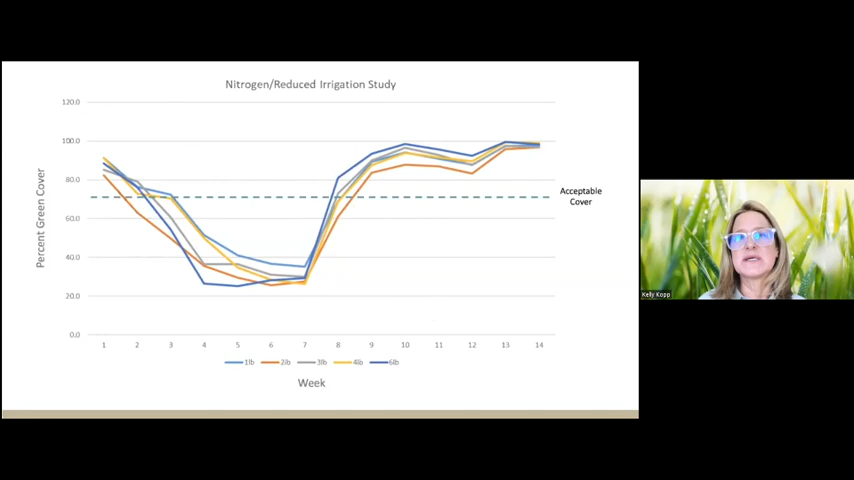 Nitrogen/Reduced Irrigation Study
120.0
100.0
80.0
60.0
40.0
20.0
0.0
Percent Green Cover
Acceptable
Cover
1 2 3 4 5 6 7 8 9 10 11 12 13 14
1lb 2lb 3lb 4lb 6lb
Week
Kelly Kopp